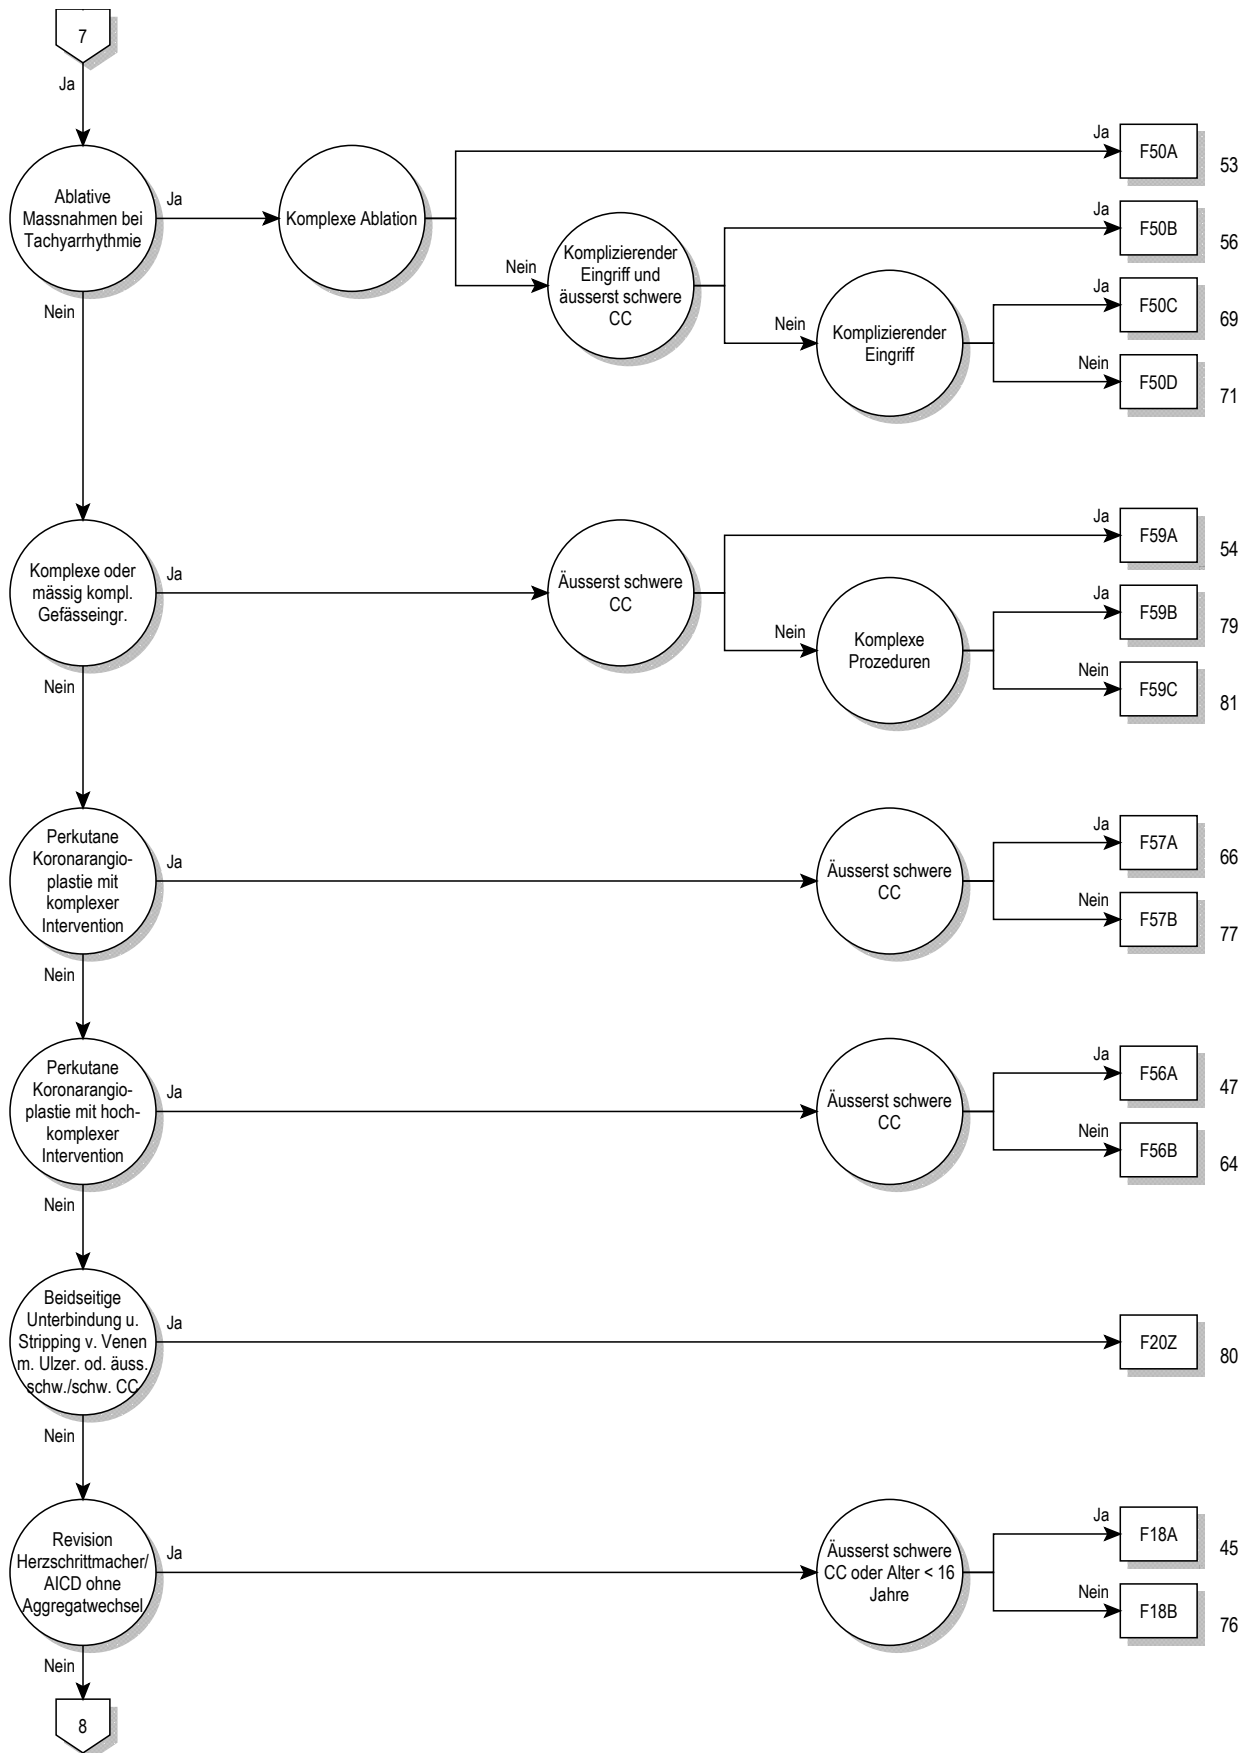 7
Ja
Ablative
Massnahmen bei
Tachyarrhythmie
Ja
Komplexe Ablation
Ja
F50A
53
Nein
Komplizierender
Eingriff und
äusserst schwere
CC
Ja
F50B
56
Nein
Komplizierender
Eingriff
Ja
F50C
69
Nein
F50D
71
Nein
Komplexe oder
mässig kompl.
Gefässeingr.
Ja
Äusserst schwere
CC
Ja
F59A
54
Nein
Komplexe
Prozeduren
Ja
F59B
79
Nein
F59C
81
Nein
Perkutane
Koronarangio-
plastie mit
komplexer
Intervention
Ja
Äusserst schwere
CC
Ja
F57A
66
Nein
F57B
77
Nein
Perkutane
Koronarangio-
plastie mit hoch-
komplexer
Intervention
Ja
Äusserst schwere
CC
Ja
F56A
47
Nein
F56B
64
Nein
Beidseitige
Unterbindung u.
Stripping v. Venen
m. Ulzer. od. äuss.
schw./schw. CC
Ja
F20Z
80
Nein
Revision
Herzschrittmacher/
AICD ohne
Aggregatwechsel
Ja
Äusserst schwere
CC oder Alter < 16
Jahre
Ja
F18A
45
Nein
F18B
76
Nein
8